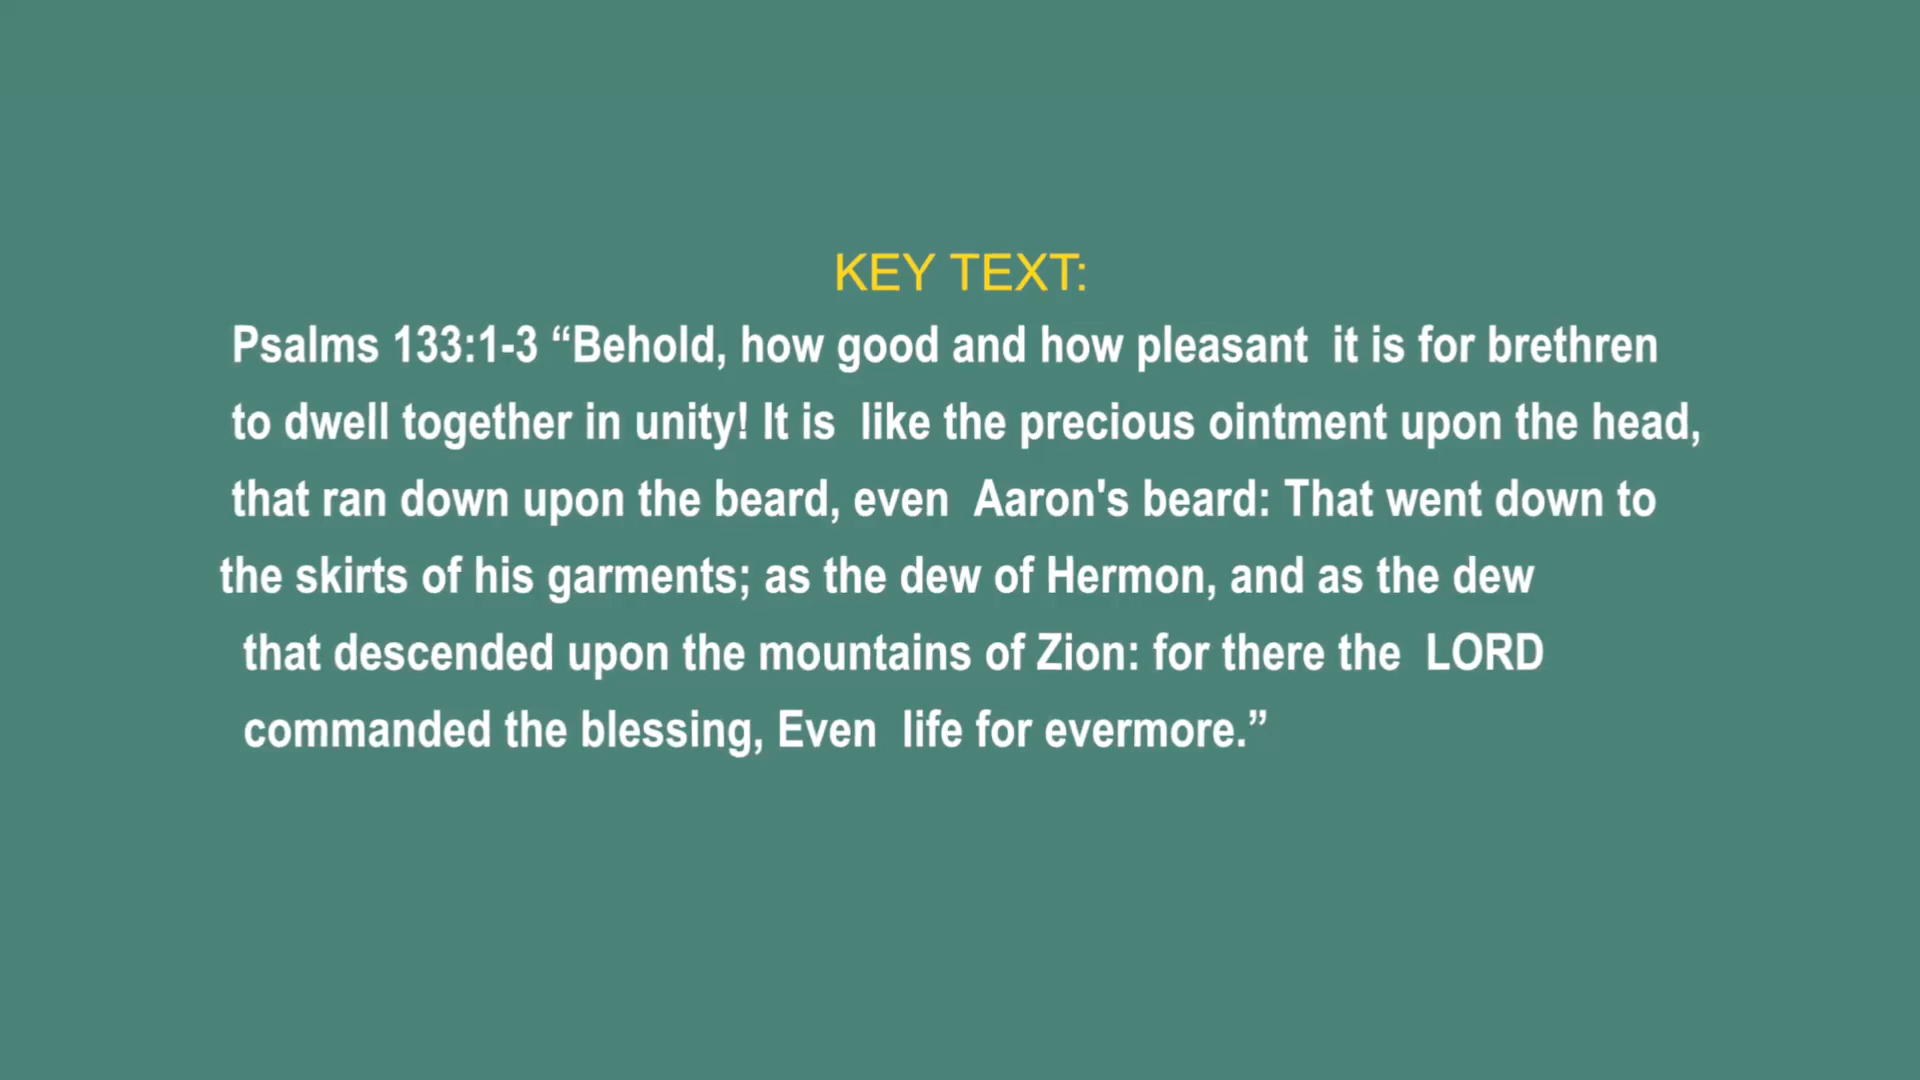 KEY TEXT:
Psalms 133:1-3 “Behold, how good and how pleasant it is for brethren
to dwell together in unity! It is like the precious ointment upon the head,
that ran down upon the beard, even Aaron's beard: That went down to
the skirts of his garments; as the dew of Hermon, and as the dew
that descended upon the mountains of Zion: for there the LORD
commanded the blessing, Even life for evermore.”